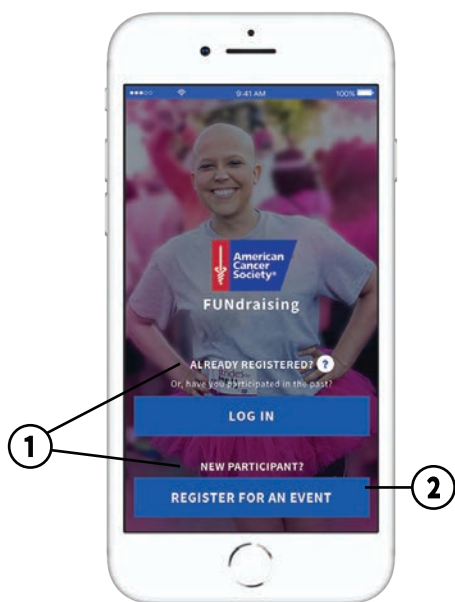 9:41 AM
100%
American
Cancer
Society®
FUNdraising
ALREADY REGISTERED? ?
Or, have you participated in the past?
LOG IN
1
NEW PARTICIPANT?
REGISTER FOR AN EVENT
2